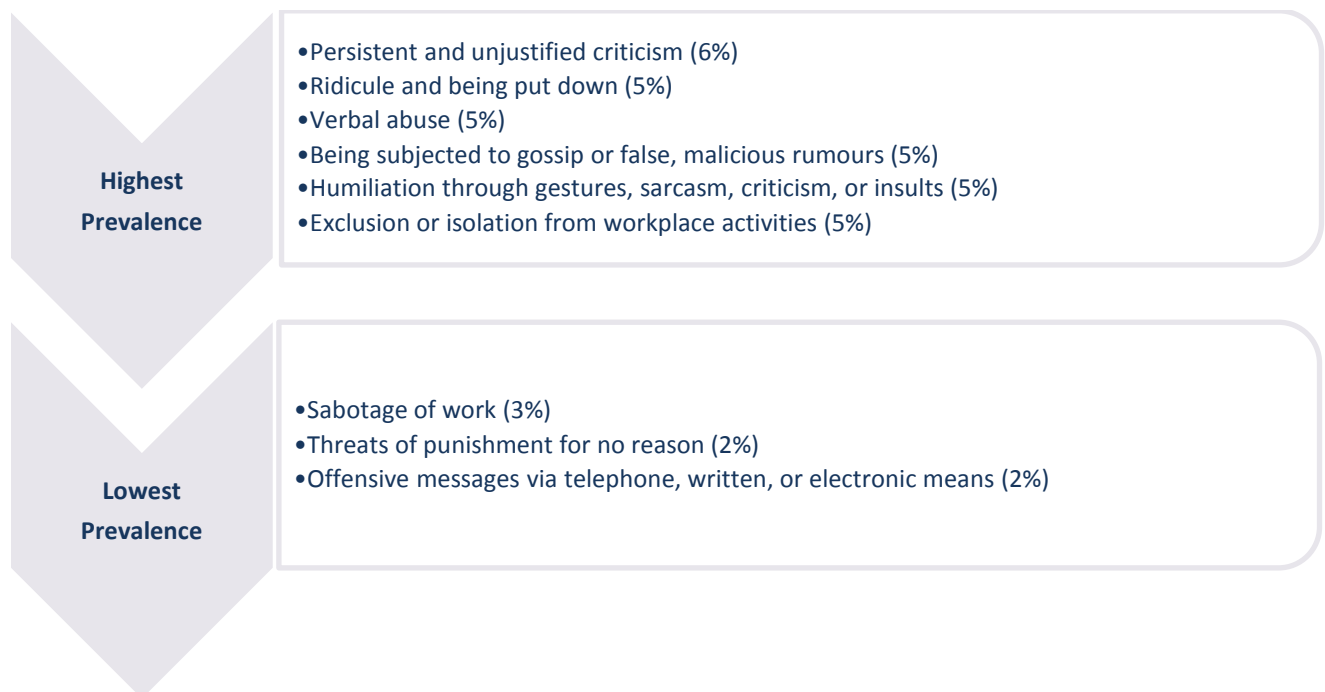 Highest
Prevalence
•Persistent and unjustified criticism (6%)
•Ridicule and being put down (5%)
•Verbal abuse (5%)
•Being subjected to gossip or false, malicious rumours (5%)
•Humiliation through gestures, sarcasm, criticism, or insults (5%)
•Exclusion or isolation from workplace activities (5%)
Lowest
Prevalence
•Sabotage of work (3%)
•Threats of punishment for no reason (2%)
•Offensive messages via telephone, written, or electronic means (2%)